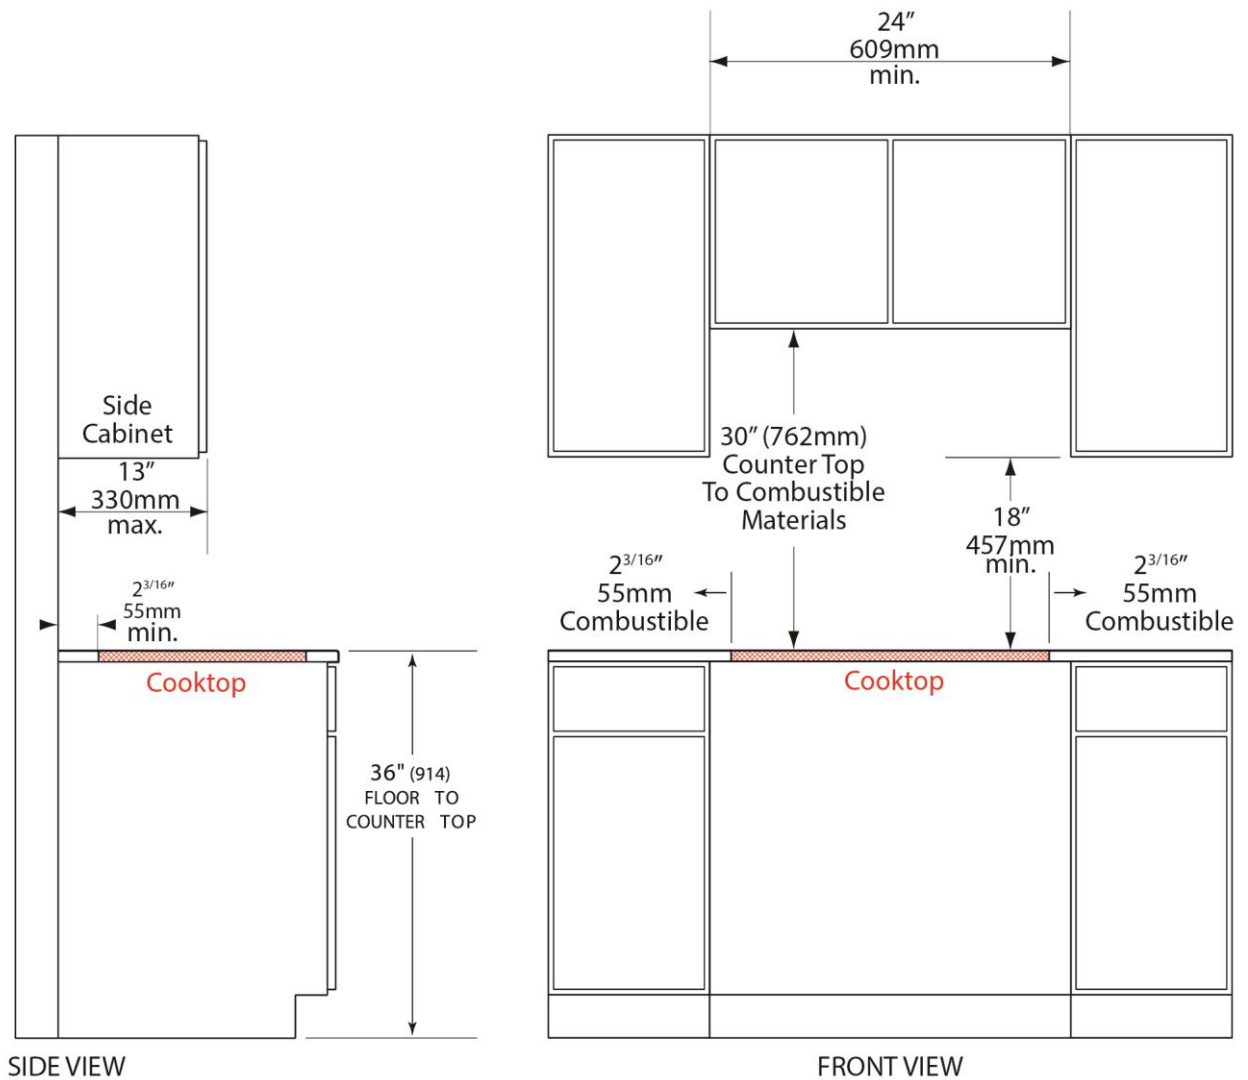 24”
609mm
min.
Side
Cabinet
13”
330mm
max.
2 3/16”
55mm
min.
Cooktop
36" (914)
FLOOR TO
COUNTER TOP
SIDE VIEW
30” (762mm)
Counter Top
To Combustible
Materials
18”
457mm
min.
2 3/16”
55mm
Combustible
2 3/16”
55mm
Combustible
Cooktop
FRONT VIEW